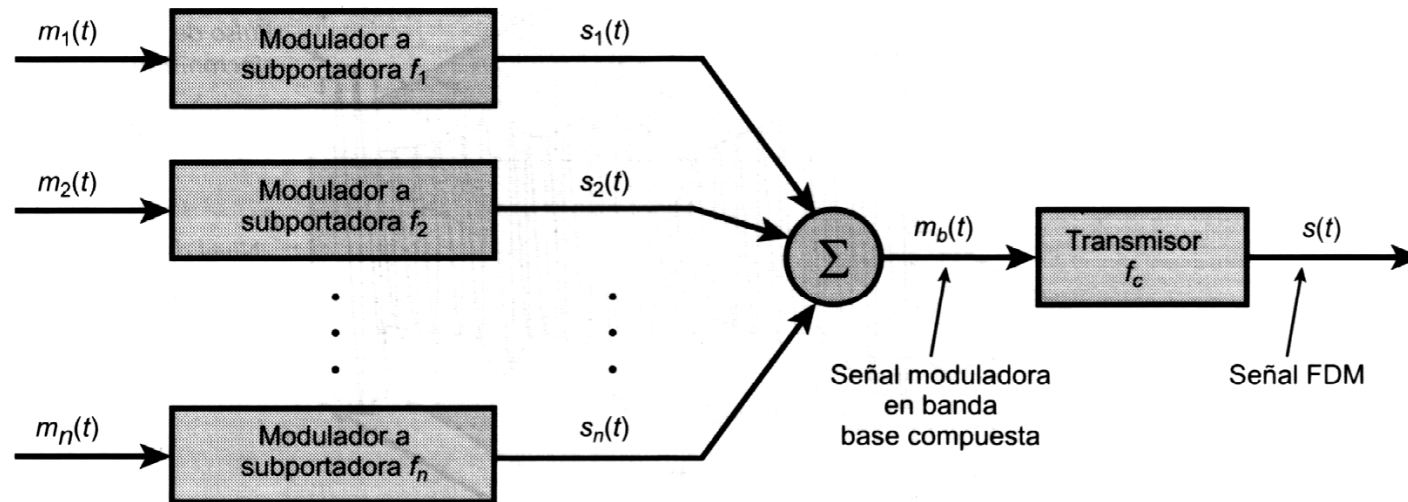 m1(t)
Modulador a
subportadora f1
s1(t)
m2(t)
Modulador a
subportadora f2
s2(t)
Σ
mb(t)
Transmisor
fc
s(t)
Señal moduladora
en banda
base compuesta
Señal FDM
mn(t)
Modulador a
subportadora fn
sn(t)